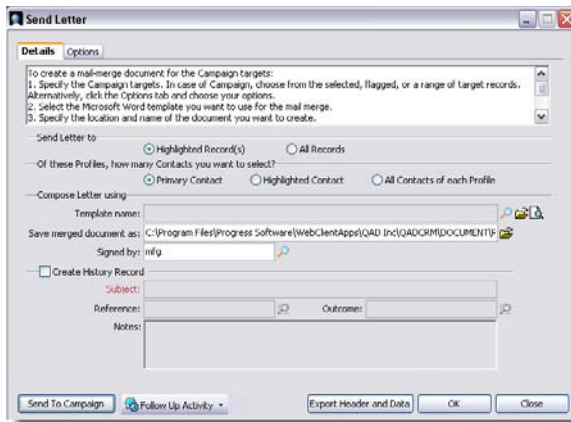 Send Letter
Details Options
To create a mail-merge document for the Campaign targets:
1. Specify the Campaign targets. In case of Campaign, choose from the selected, flagged, or a range of target records.
Alternatively, click the Options tab and choose your options.
2. Select the Microsoft Word template you want to use for the mail merge.
3. Specify the location and name of the document you want to create.
Send Letter to
Highlighted Record(s) All Records
Of these Profiles, how many Contacts you want to select?
Primary Contact Highlighted Contact All Contacts of each Profile
Compose Letter using
Template name:
Save merged document as: C:\Program Files\Progress Software\WebClientApps\QAD Inc\QADCRM\DOCUMENT\F
Signed by: mfg
Create History Record
Subject:
Reference: Outcome:
Notes:
Send To Campaign Follow Up Activity Export Header and Data OK Close